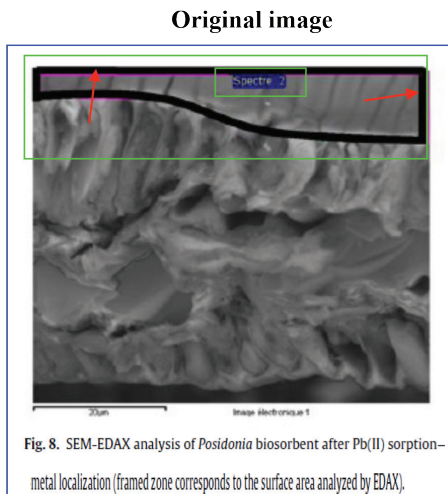 Original image
Spectre 2
20µm
Image électronique 1
Fig. 8. SEM-EDAX analysis of Posidonia biosorbent after Pb(II) sorption–
metal localization (framed zone corresponds to the surface area analyzed by EDAX).